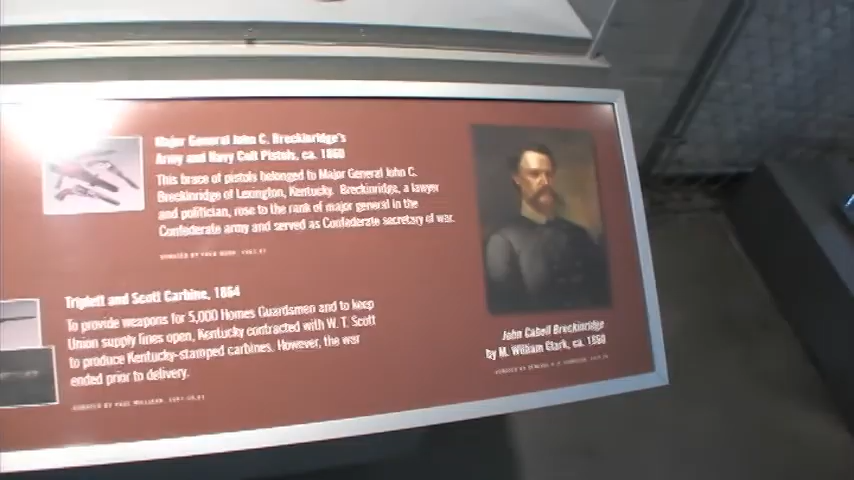 Major General John C. Breckinridge's
Army and Navy Colt Pistols, ca. 1860
This brace of pistols belonged to Major General John C.
Breckinridge of Lexington, Kentucky. Breckinridge, a lawyer
and politician, rose to the rank of major general in the
Confederate army and served as Confederate secretary of war.
Triplett and Scott Carbine, 1864
To provide weapons for 5,000 Homes Guardsmen and to keep
Union supply lines open, Kentucky contracted with W. T. Scott
to produce Kentucky-stamped carbines. However, the war
ended prior to delivery.
John Cabell Breckinridge
by M. William Clark, ca. 1860